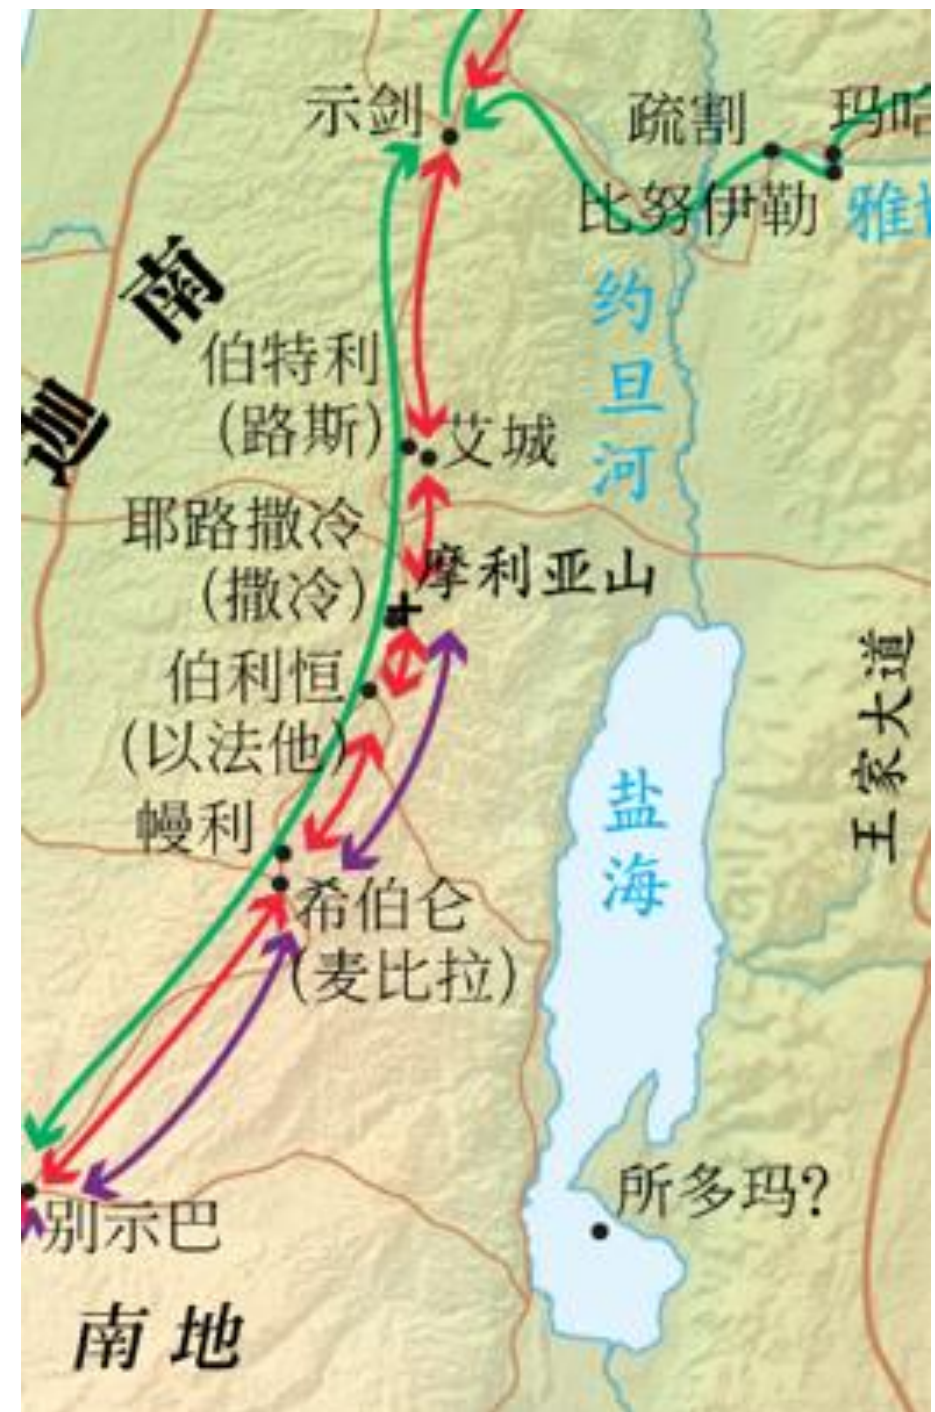 示剑
疏割
玛哈
比努伊勒
雅
迦南
约旦河
伯特利
(路斯)
艾城
耶路撒冷
(撒冷)
摩利亚山
伯利恒
(以法他)
王家大道
盐海
幔利
希伯仑
(麦比拉)
所多玛?
别示巴
南地